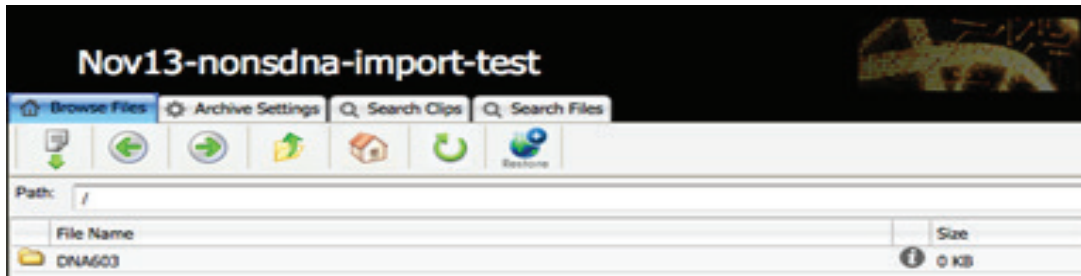 Nov13-nonsdna-import-test
Browse Files Archive Settings Search Clips Search Files
Restore
Path: /
File Name Size
DNA603 0 KB